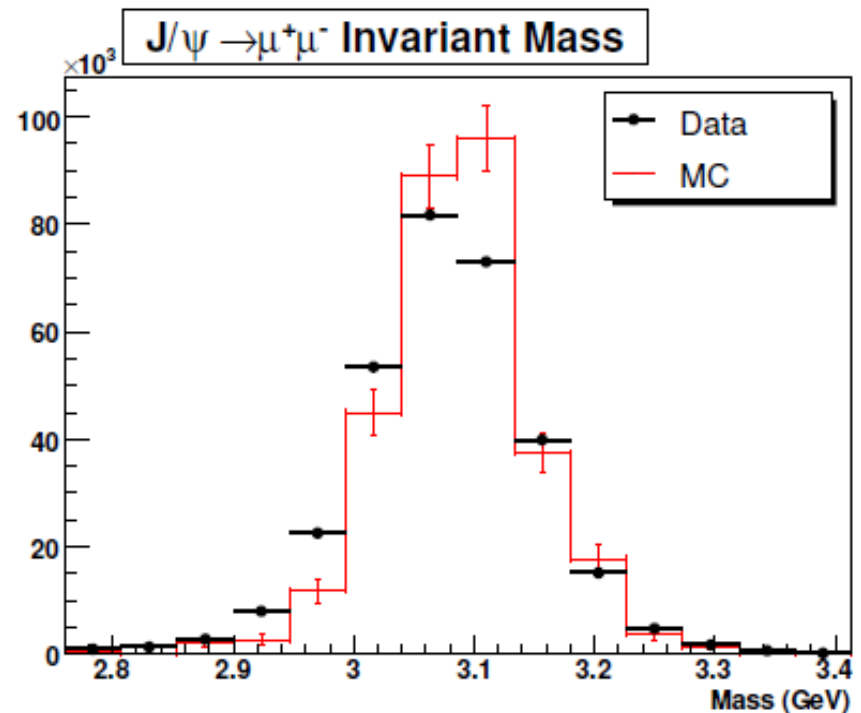 J/ψ →μ⁺μ⁻ Invariant Mass
×10³
Data
MC
100
80
60
40
20
0
2.8 2.9 3 3.1 3.2 3.3 3.4
Mass (GeV)